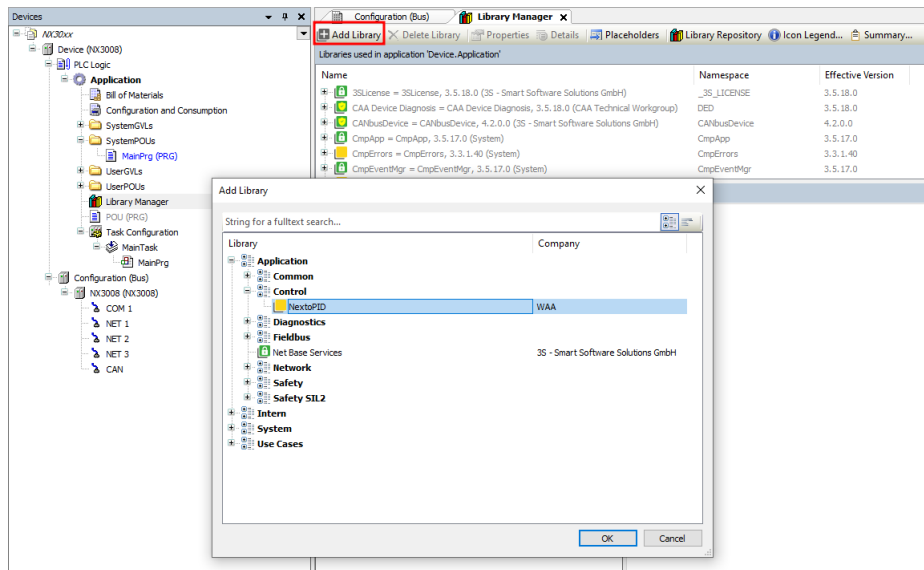 Devices
NX30xx
Device (NX3008)
PLC Logic
Application
Bill of Materials
Configuration and Consumption
SystemGVLs
SystemPOUs
MainPrg (PRG)
UserGVLs
UserPOUs
Library Manager
POU (PRG)
Task Configuration
MainTask
MainPrg
Configuration (Bus)
NX3008 (NX3008)
COM 1
NET 1
NET 2
NET 3
CAN
Configuration (Bus) Library Manager
Add Library Delete Library Properties Details Placeholders Library Repository Icon Legend... Summary...
Libraries used in application 'Device.Application'
Name Namespace Effective Version
3SLicense = 3SLicense, 3.5.18.0 (3S - Smart Software Solutions GmbH) _3S_LICENSE 3.5.18.0
CAA Device Diagnosis = CAA Device Diagnosis, 3.5.18.0 (CAA Technical Workgroup) DED 3.5.18.0
CANbusDevice = CANbusDevice, 4.2.0.0 (3S - Smart Software Solutions GmbH) CANbusDevice 4.2.0.0
CmpApp = CmpApp, 3.5.17.0 (System) CmpApp 3.5.17.0
CmpErrors = CmpErrors, 3.3.1.40 (System) CmpErrors 3.3.1.40
CmpEventMgr = CmpEventMgr, 3.5.17.0 (System) CmpEventMgr 3.5.17.0
Add Library
String for a fulltext search...
Library Company
Application
Common
Control
NextoPID WAA
Diagnostics
Fieldbus
Net Base Services 3S - Smart Software Solutions GmbH
Network
Safety
Safety SIL2
Intern
System
Use Cases
OK Cancel